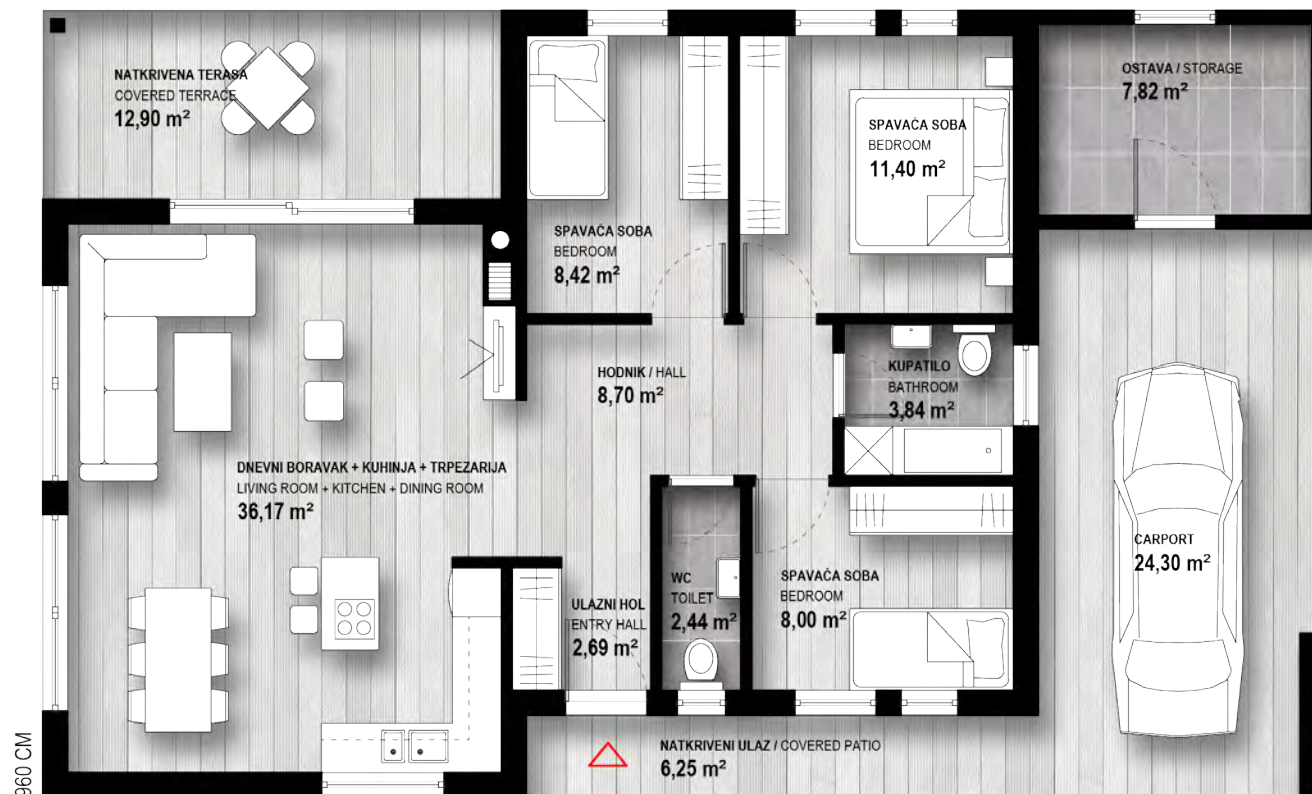 NATKRIVENA TERASA
COVERED TERRACE
12,90 m²
SPAVAĆA SOBA
BEDROOM
8,42 m²
SPAVAĆA SOBA
BEDROOM
11,40 m²
OSTAVA / STORAGE
7,82 m²
HODNIK / HALL
8,70 m²
KUPATILO
BATHROOM
3,84 m²
DNEVNI BORAVAK + KUHINJA + TRPEZARIJA
LIVING ROOM + KITCHEN + DINING ROOM
36,17 m²
ULAZNI HOL
ENTRY HALL
2,69 m²
WC
TOILET
2,44 m²
SPAVAĆA SOBA
BEDROOM
8,00 m²
CARPORT
24,30 m²
NATKRIVENI ULAZ / COVERED PATIO
6,25 m²
960 CM